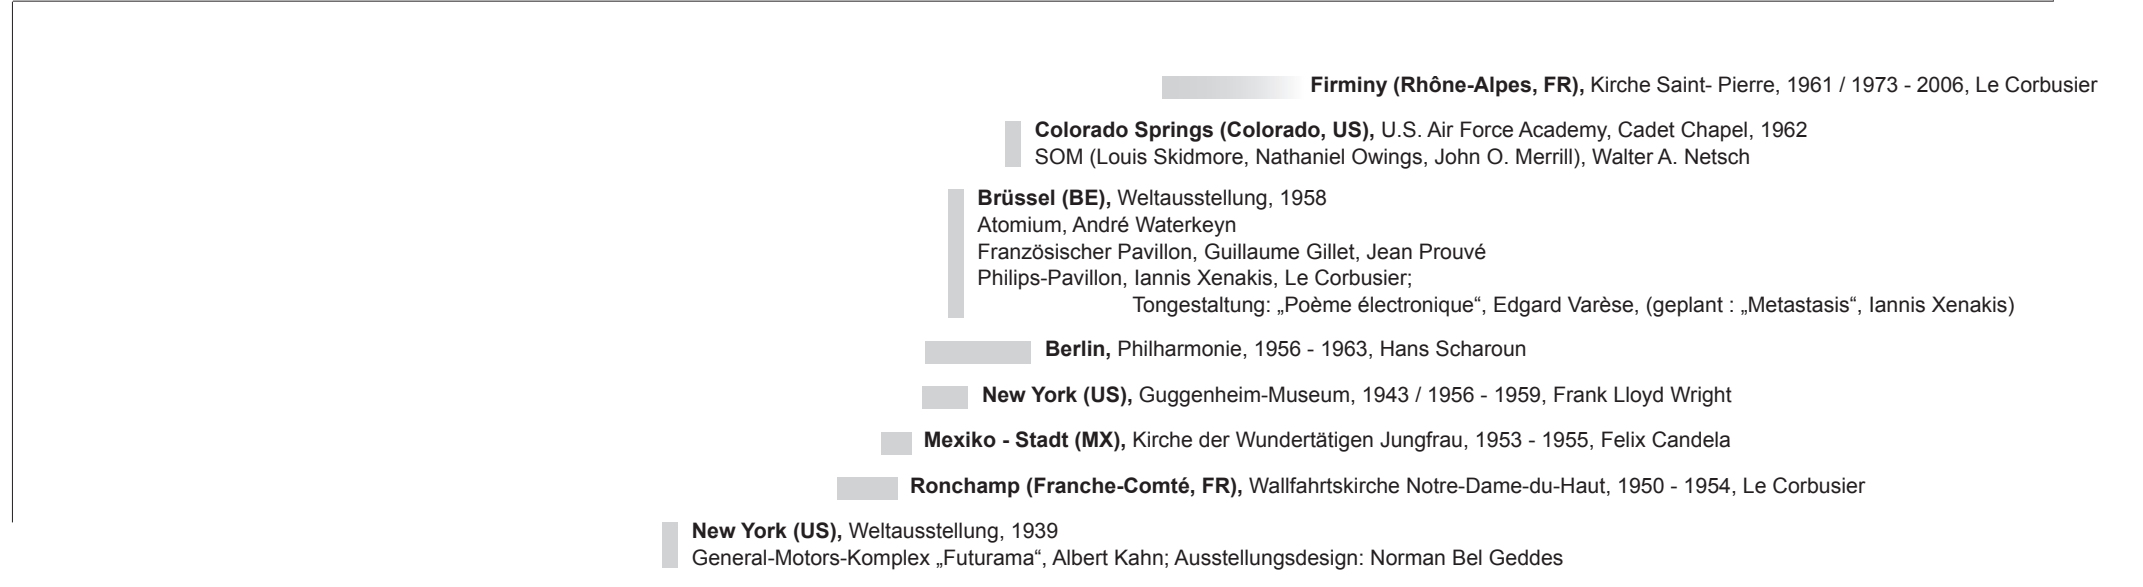 Firminy (Rhône-Alpes, FR), Kirche Saint- Pierre, 1961 / 1973 - 2006, Le Corbusier
Colorado Springs (Colorado, US), U.S. Air Force Academy, Cadet Chapel, 1962
SOM (Louis Skidmore, Nathaniel Owings, John O. Merrill), Walter A. Netsch
Brüssel (BE), Weltausstellung, 1958
Atomium, André Waterkeyn
Französischer Pavillon, Guillaume Gillet, Jean Prouvé
Philips-Pavillon, Iannis Xenakis, Le Corbusier;
Tongestaltung: „Poème électronique“, Edgard Varèse, (geplant : „Metastasis“, Iannis Xenakis)
Berlin, Philharmonie, 1956 - 1963, Hans Scharoun
New York (US), Guggenheim-Museum, 1943 / 1956 - 1959, Frank Lloyd Wright
Mexiko - Stadt (MX), Kirche der Wundertätigen Jungfrau, 1953 - 1955, Felix Candela
Ronchamp (Franche-Comté, FR), Wallfahrtskirche Notre-Dame-du-Haut, 1950 - 1954, Le Corbusier
New York (US), Weltausstellung, 1939
General-Motors-Komplex „Futurama“, Albert Kahn; Ausstellungsdesign: Norman Bel Geddes